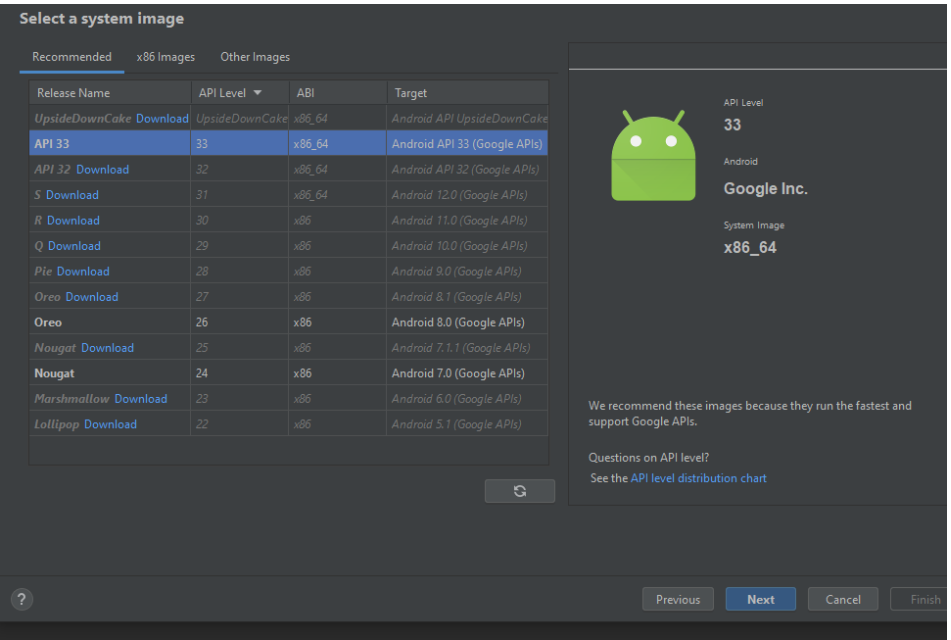 Select a system image
Recommended x86 Images Other Images
Release Name API Level ABI Target
UpsideDownCake Download UpsideDownCake x86_64 Android API UpsideDownCake
API 33 33 x86_64 Android API 33 (Google APIs)
API 32 Download 32 x86_64 Android API 32 (Google APIs)
S Download 31 x86_64 Android 12.0 (Google APIs)
R Download 30 x86 Android 11.0 (Google APIs)
Q Download 29 x86 Android 10.0 (Google APIs)
Pie Download 28 x86 Android 9.0 (Google APIs)
Oreo Download 27 x86 Android 8.1 (Google APIs)
Oreo 26 x86 Android 8.0 (Google APIs)
Nougat Download 25 x86 Android 7.1.1 (Google APIs)
Nougat 24 x86 Android 7.0 (Google APIs)
Marshmallow Download 23 x86 Android 6.0 (Google APIs)
Lollipop Download 22 x86 Android 5.1 (Google APIs)
API Level
33
Android
Google Inc.
System Image
x86_64
We recommend these images because they run the fastest and
support Google APIs.
Questions on API level?
See the API level distribution chart
? Previous Next Cancel Finish